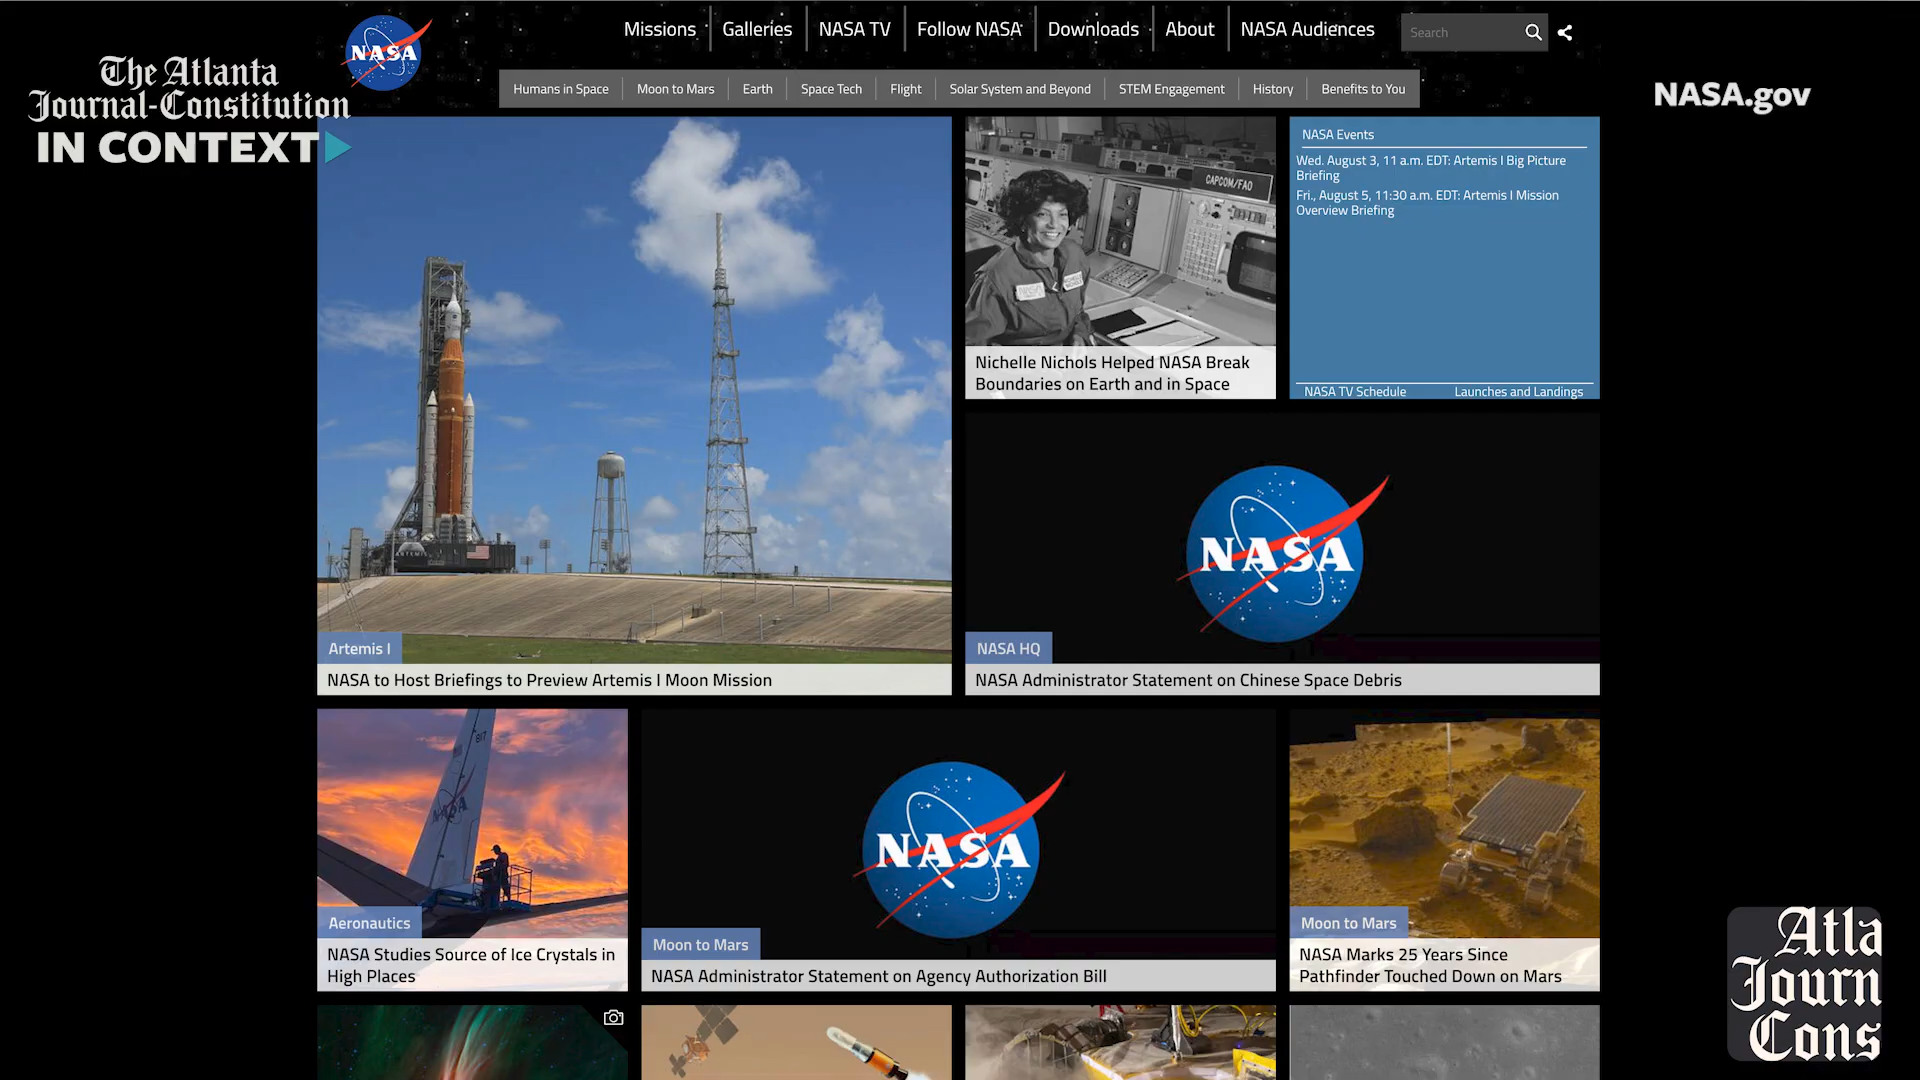 The Atlanta
Journal-Constitution
IN CONTEXT
NASA
Missions
Galleries
NASA TV
Follow NASA
Downloads
About
NASA Audiences
Search
Humans in Space
Moon to Mars
Earth
Space Tech
Flight
Solar System and Beyond
STEM Engagement
History
Benefits to You
NASA.gov
ARTEMIS
Artemis I
NASA to Host Briefings to Preview Artemis I Moon Mission
CAPCOM/FAO
Nichelle Nichols Helped NASA Break
Boundaries on Earth and in Space
NASA Events
Wed. August 3, 11 a.m. EDT: Artemis I Big Picture
Briefing
Fri., August 5, 11:30 a.m. EDT: Artemis I Mission
Overview Briefing
NASA TV Schedule
Launches and Landings
NASA
NASA HQ
NASA Administrator Statement on Chinese Space Debris
817
NASA
Aeronautics
NASA Studies Source of Ice Crystals in
High Places
NASA
Moon to Mars
NASA Administrator Statement on Agency Authorization Bill
Moon to Mars
NASA Marks 25 Years Since
Pathfinder Touched Down on Mars
Atla
Journ
Cons